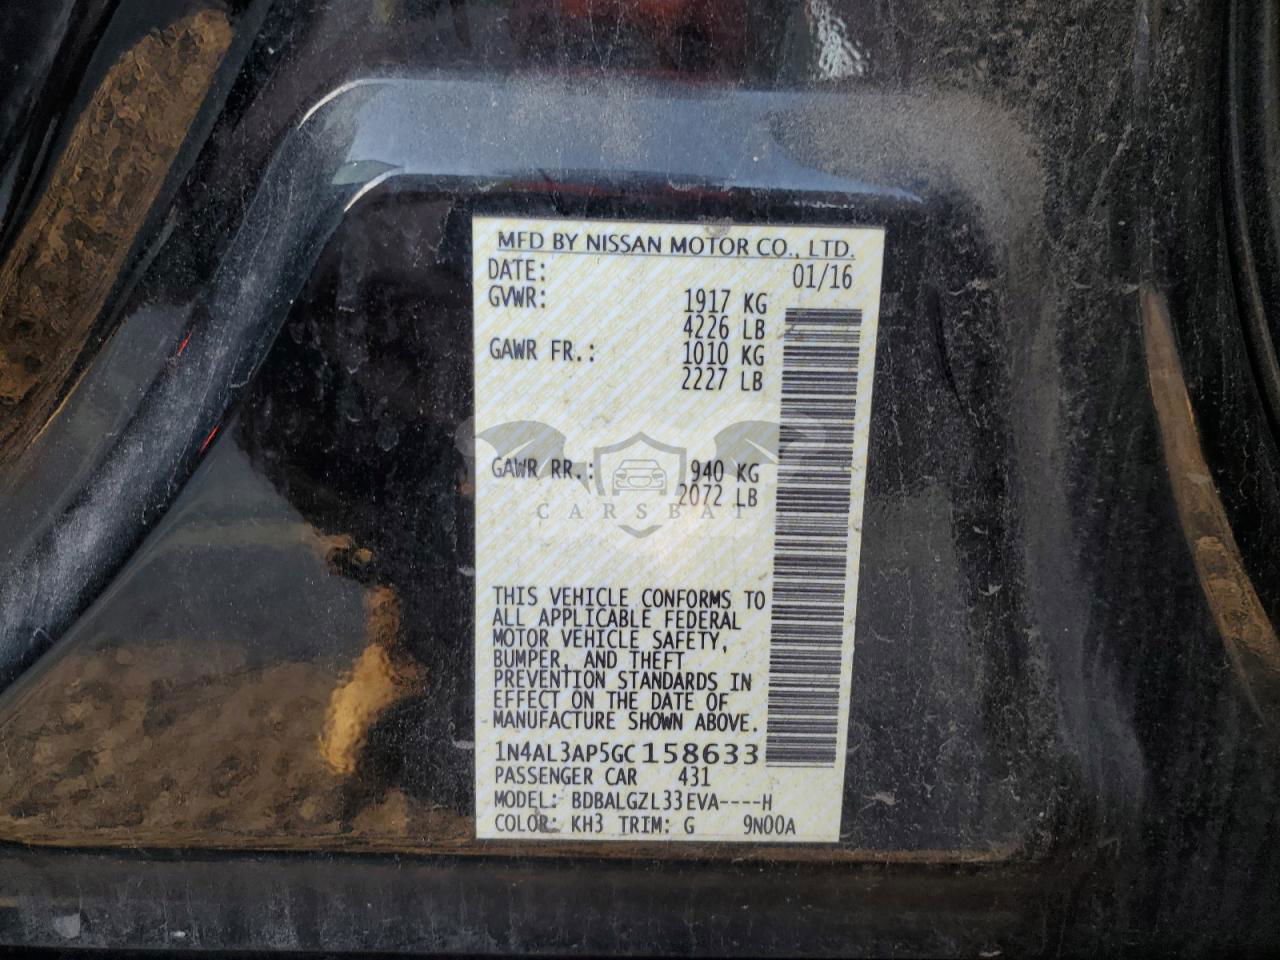 MFD BY NISSAN MOTOR CO., LTD.
DATE: 01/16
GVWR: 1917 KG
4226 LB
GAWR FR.: 1010 KG
2227 LB
GAWR RR.: 940 KG
2072 LB
CARSBAT
THIS VEHICLE CONFORMS TO
ALL APPLICABLE FEDERAL
MOTOR VEHICLE SAFETY,
BUMPER, AND THEFT
PREVENTION STANDARDS IN
EFFECT ON THE DATE OF
MANUFACTURE SHOWN ABOVE.
1N4AL3AP5GC158633
PASSENGER CAR 431
MODEL: BDBALGZL33EVA----H
COLOR: KH3 TRIM: G 9N00A